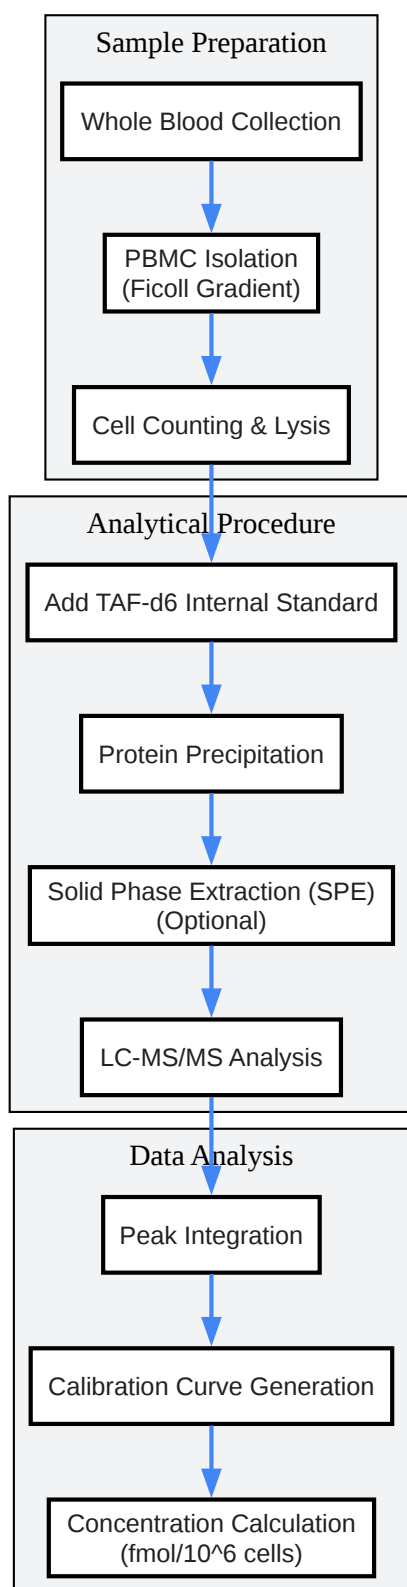 Sample Preparation
Whole Blood Collection
PBMC Isolation
(Ficoll Gradient)
Cell Counting & Lysis
Analytical Procedure
Add TAF-d6 Internal Standard
Protein Precipitation
Solid Phase Extraction (SPE)
(Optional)
LC-MS/MS Analysis
Data Analysis
Peak Integration
Calibration Curve Generation
Concentration Calculation
(fmol/10^6 cells)